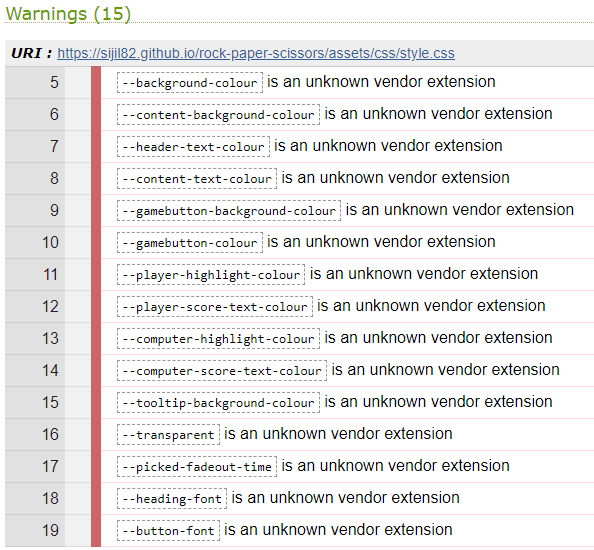 Warnings (15)
URI : https://sijil82.github.io/rock-paper-scissors/assets/css/style.css
5 --background-colour is an unknown vendor extension
6 --content-background-colour is an unknown vendor extension
7 --header-text-colour is an unknown vendor extension
8 --content-text-colour is an unknown vendor extension
9 --gamebutton-background-colour is an unknown vendor extension
10 --gamebutton-colour is an unknown vendor extension
11 --player-highlight-colour is an unknown vendor extension
12 --player-score-text-colour is an unknown vendor extension
13 --computer-highlight-colour is an unknown vendor extension
14 --computer-score-text-colour is an unknown vendor extension
15 --tooltip-background-colour is an unknown vendor extension
16 --transparent is an unknown vendor extension
17 --picked-fadeout-time is an unknown vendor extension
18 --heading-font is an unknown vendor extension
19 --button-font is an unknown vendor extension